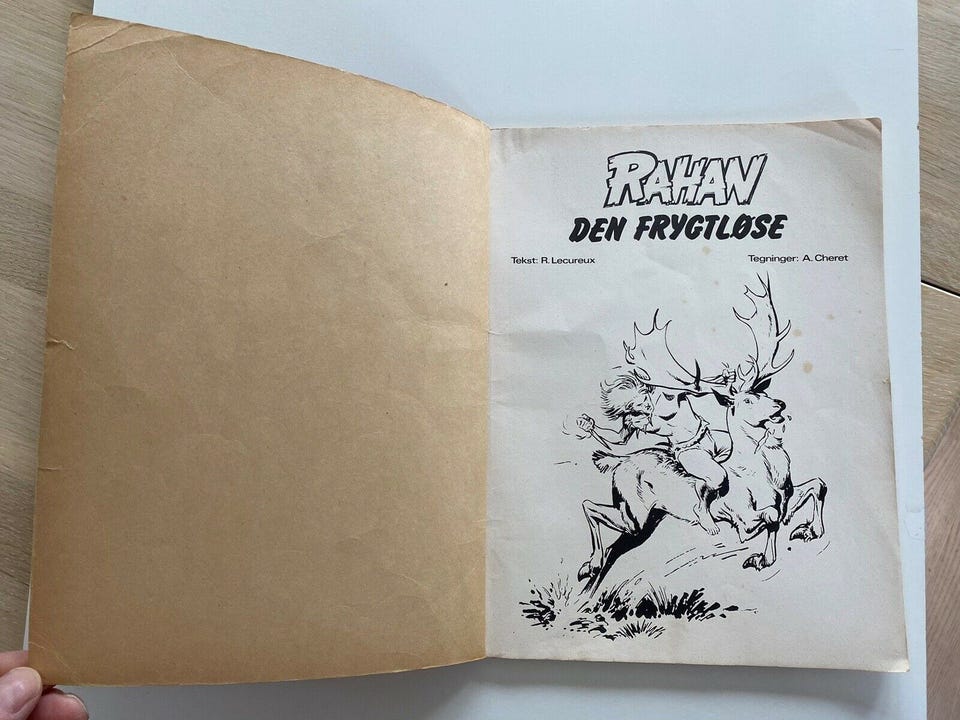 RAHAN
DEN FRYGTLØSE
Tekst: R. Lecureux
Tegninger: A. Cheret